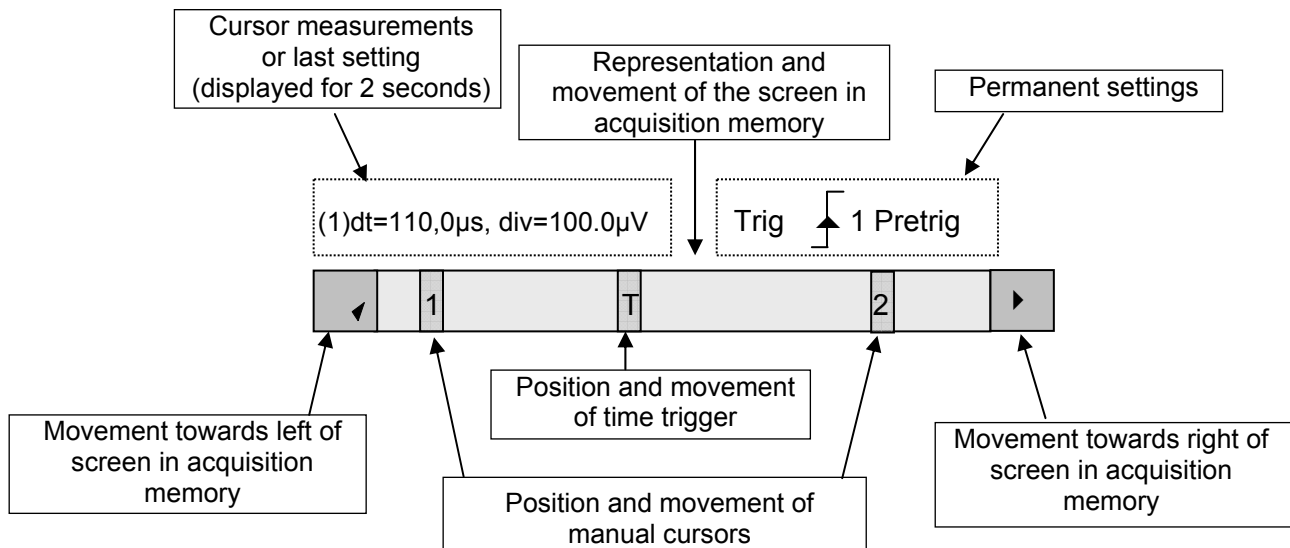 Cursor measurements
or last setting
(displayed for 2 seconds)
Representation and
movement of the screen in
acquisition memory
Permanent settings
(1)dt=110,0µs, div=100.0µV
Trig 1 Pretrig
1 T 2
Position and movement
of time trigger
Movement towards left of
screen in acquisition
memory
Position and movement of
manual cursors
Movement towards right of
screen in acquisition
memory